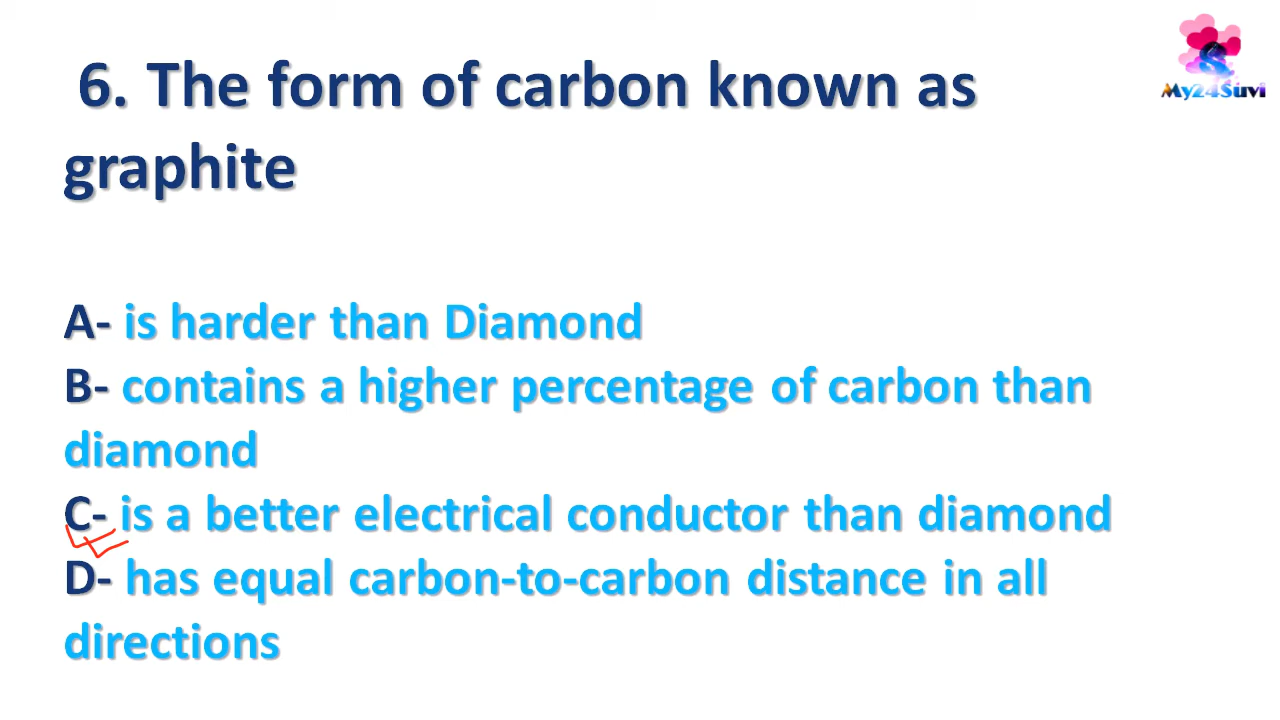 My24Suvi
6. The form of carbon known as
graphite
A- is harder than Diamond
B- contains a higher percentage of carbon than
diamond
C- is a better electrical conductor than diamond
D- has equal carbon-to-carbon distance in all
directions